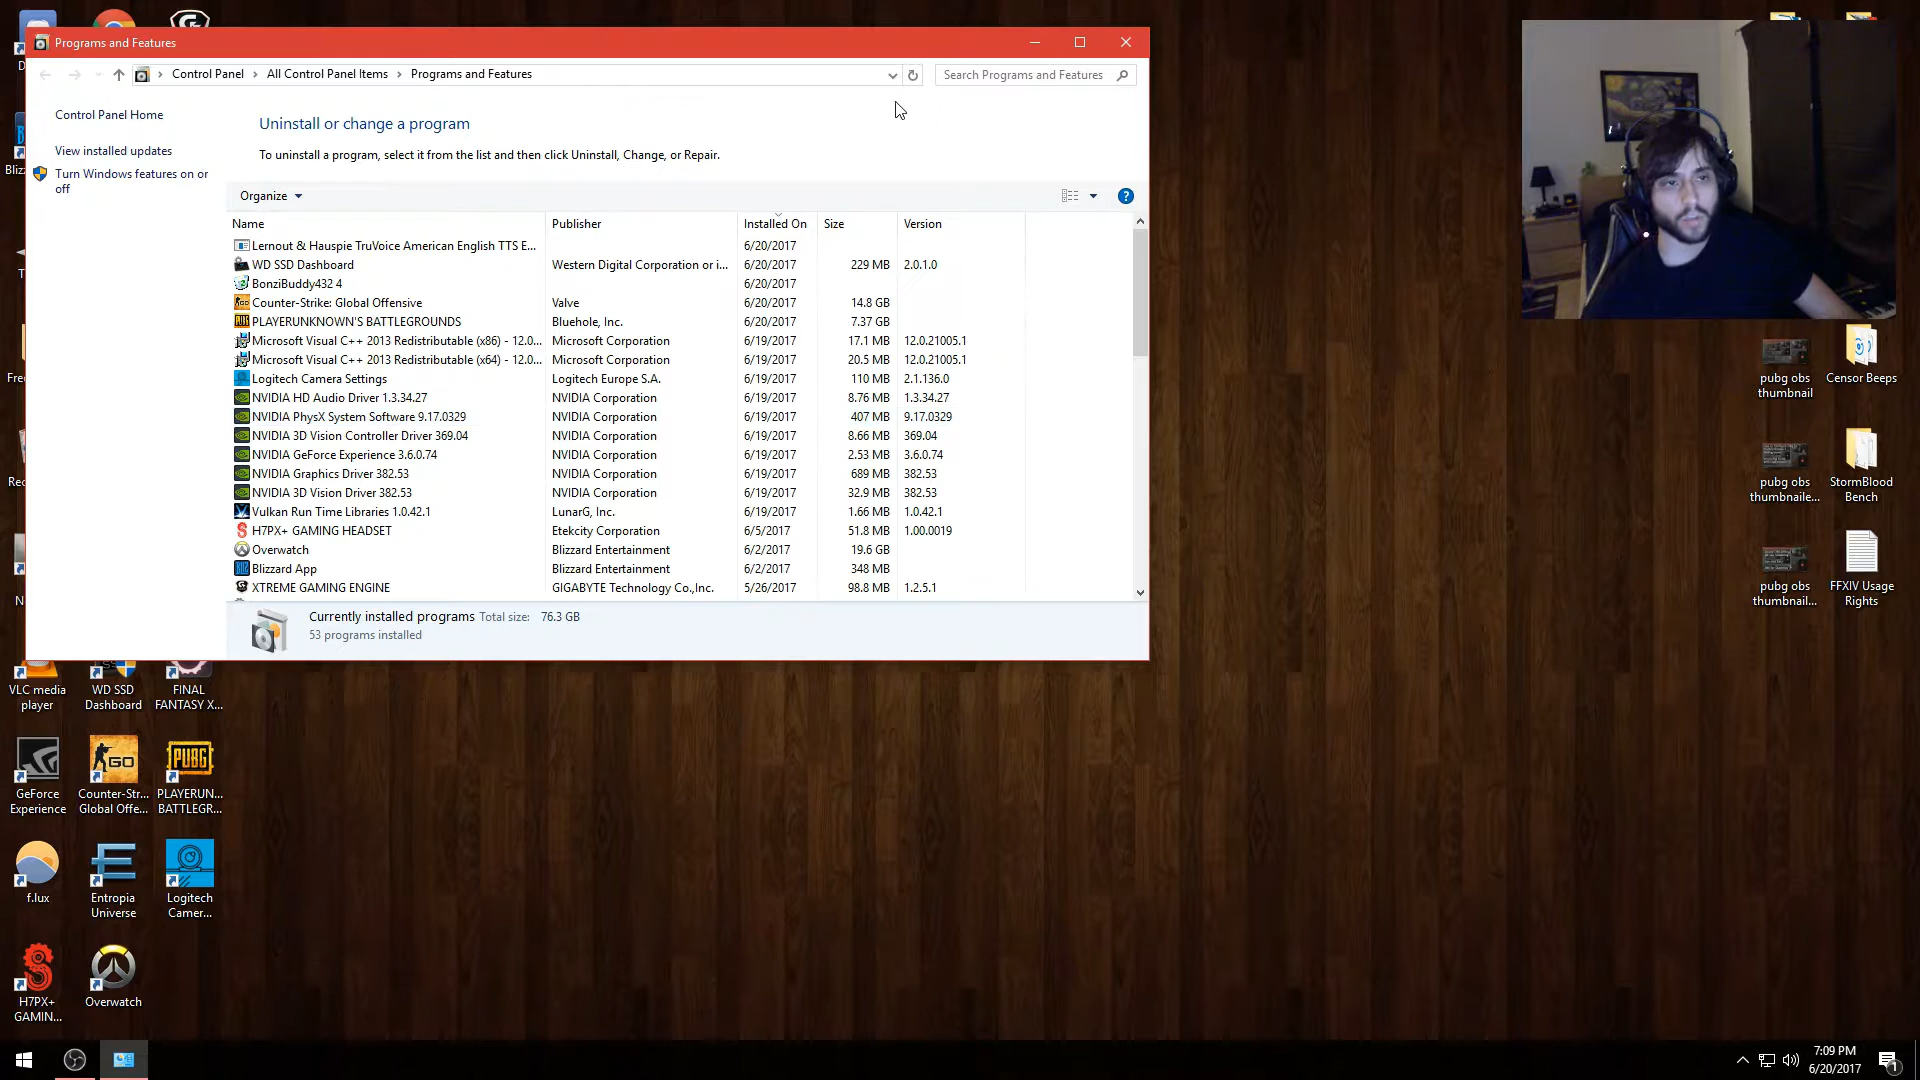 Programs and Features
Control Panel
All Control Panel Items
Programs and Features
Search Programs and Features
Control Panel Home
View installed updates
Turn Windows features on or
off
Uninstall or change a program
To uninstall a program, select it from the list and then click Uninstall, Change, or Repair.
Organize
Name Publisher Installed On Size Version
Lernout & Hauspie TruVoice American English TTS E... 6/20/2017
WD SSD Dashboard Western Digital Corporation or i... 6/20/2017 229 MB 2.0.1.0
BonziBuddy432 4 6/20/2017
Counter-Strike: Global Offensive Valve 6/20/2017 14.8 GB
PLAYERUNKNOWN'S BATTLEGROUNDS Bluehole, Inc. 6/20/2017 7.37 GB
Microsoft Visual C++ 2013 Redistributable (x86) - 12.0... Microsoft Corporation 6/19/2017 17.1 MB 12.0.21005.1
Microsoft Visual C++ 2013 Redistributable (x64) - 12.0... Microsoft Corporation 6/19/2017 20.5 MB 12.0.21005.1
Logitech Camera Settings Logitech Europe S.A. 6/19/2017 110 MB 2.1.136.0
NVIDIA HD Audio Driver 1.3.34.27 NVIDIA Corporation 6/19/2017 8.76 MB 1.3.34.27
NVIDIA PhysX System Software 9.17.0329 NVIDIA Corporation 6/19/2017 407 MB 9.17.0329
NVIDIA 3D Vision Controller Driver 369.04 NVIDIA Corporation 6/19/2017 8.66 MB 369.04
NVIDIA GeForce Experience 3.6.0.74 NVIDIA Corporation 6/19/2017 2.53 MB 3.6.0.74
NVIDIA Graphics Driver 382.53 NVIDIA Corporation 6/19/2017 689 MB 382.53
NVIDIA 3D Vision Driver 382.53 NVIDIA Corporation 6/19/2017 32.9 MB 382.53
Vulkan Run Time Libraries 1.0.42.1 LunarG, Inc. 6/19/2017 1.66 MB 1.0.42.1
H7PX+ GAMING HEADSET Etekcity Corporation 6/5/2017 51.8 MB 1.00.0019
Overwatch Blizzard Entertainment 6/2/2017 19.6 GB
Blizzard App Blizzard Entertainment 6/2/2017 348 MB
XTREME GAMING ENGINE GIGABYTE Technology Co.,Inc. 5/26/2017 98.8 MB 1.2.5.1
Currently installed programs Total size: 76.3 GB
53 programs installed
pubg obs
thumbnail
Censor Beeps
pubg obs
thumbnaile...
StormBlood
Bench
pubg obs
thumbnail...
FFXIV Usage
Rights
VLC media
player
WD SSD
Dashboard
FINAL
FANTASY X...
GeForce
Experience
GO
Counter-Str...
Global Offe...
PUBG
PLAYERUN...
BATTLEGR...
f.lux
Entropia
Universe
Logitech
Camer...
H7PX+
GAMIN...
Overwatch
7:09 PM
6/20/2017
1